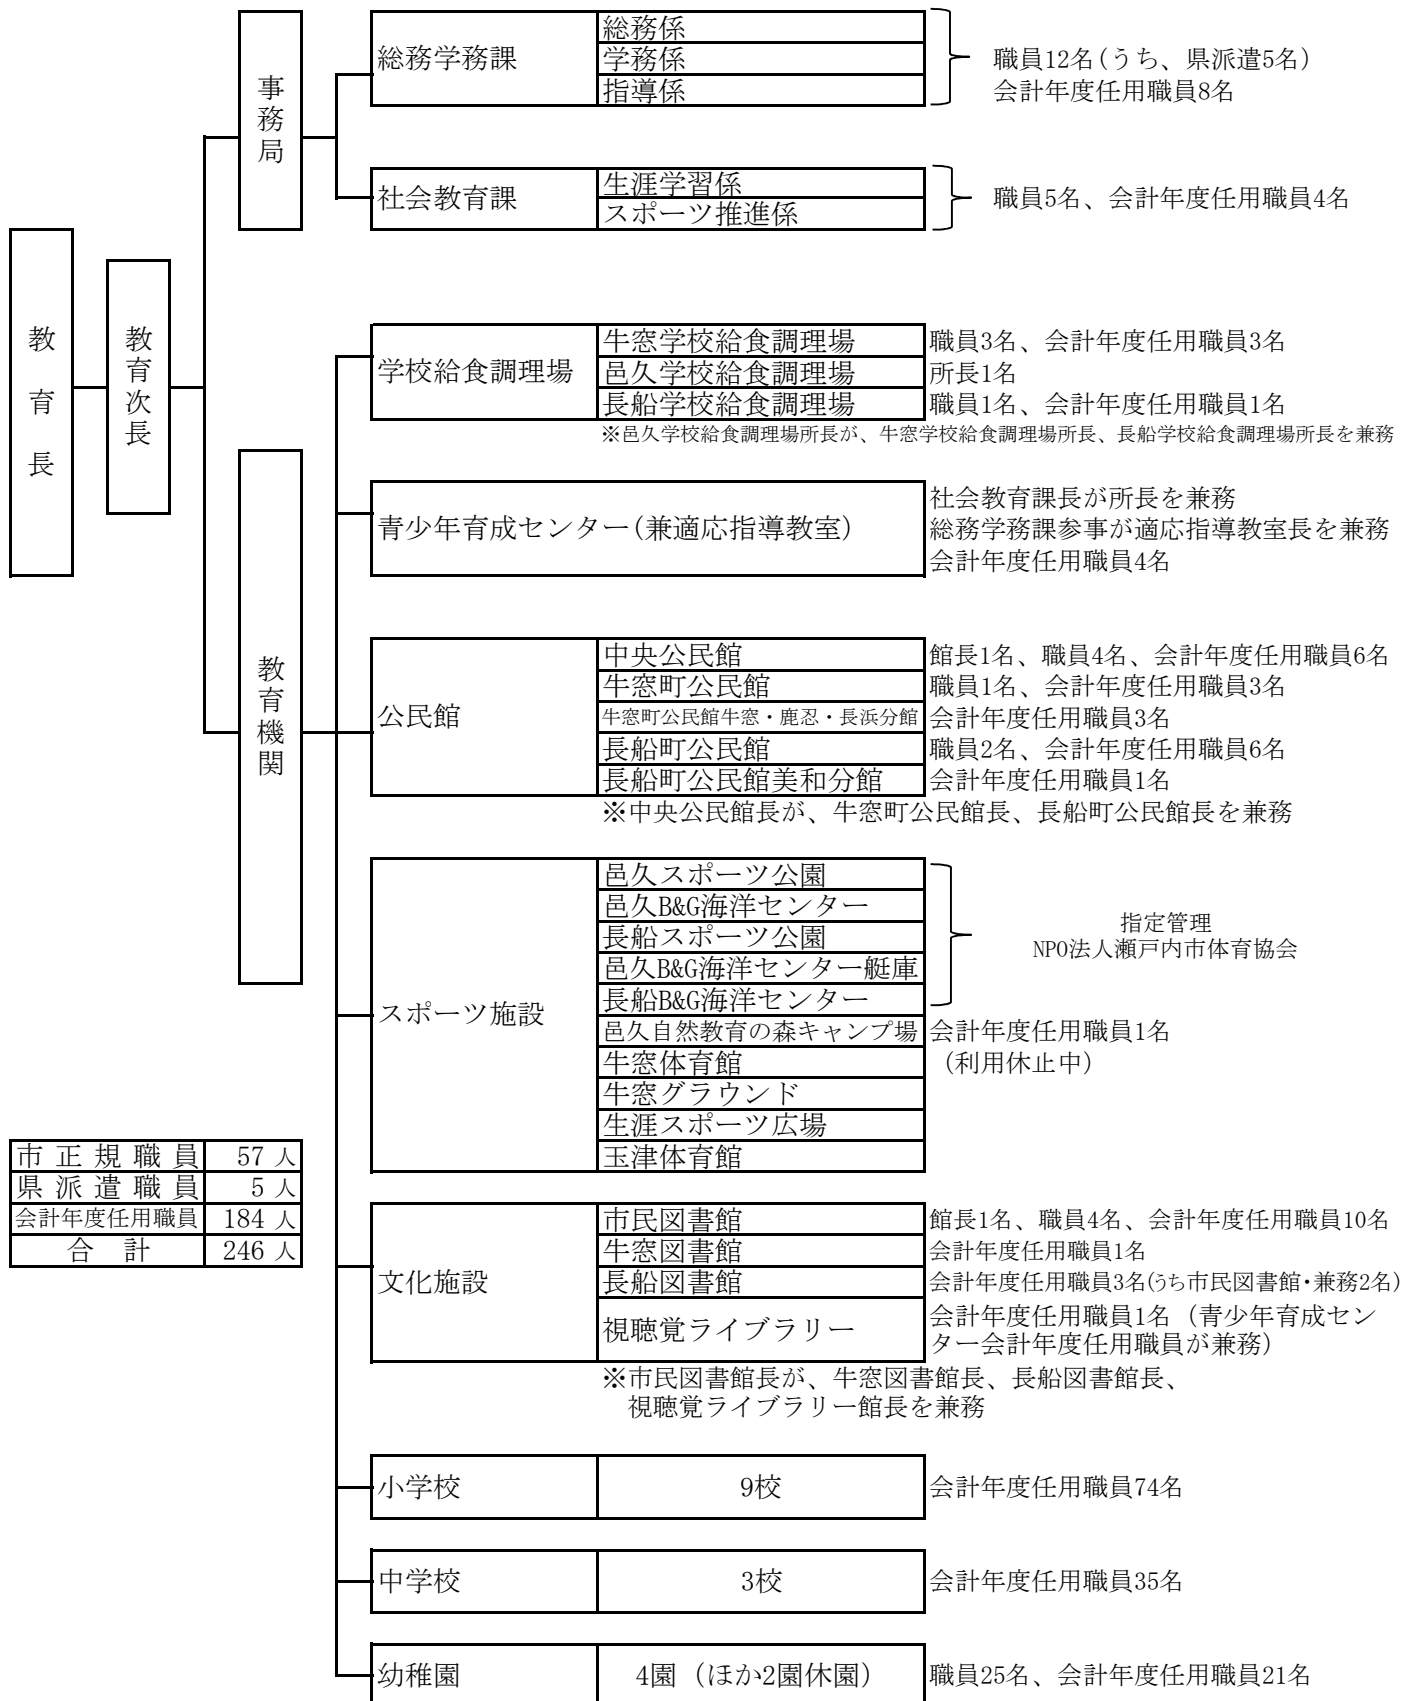 教育長
教育次長
事務局
総務学務課
総務係
学務係
指導係
職員12名(うち、県派遣5名)
会計年度任用職員8名
社会教育課
生涯学習係
スポーツ推進係
職員5名、会計年度任用職員4名
教育機関
学校給食調理場
牛窓学校給食調理場
職員3名、会計年度任用職員3名
邑久学校給食調理場
所長1名
長船学校給食調理場
職員1名、会計年度任用職員1名
※邑久学校給食調理場所長が、牛窓学校給食調理場所長、長船学校給食調理場所長を兼務
青少年育成センター(兼適応指導教室)
社会教育課長が所長を兼務
総務学務課参事が適応指導教室長を兼務
会計年度任用職員4名
公民館
中央公民館
館長1名、職員4名、会計年度任用職員6名
牛窓町公民館
職員1名、会計年度任用職員3名
牛窓町公民館牛窓・鹿忍・長浜分館
会計年度任用職員3名
長船町公民館
職員2名、会計年度任用職員6名
長船町公民館美和分館
会計年度任用職員1名
※中央公民館長が、牛窓町公民館長、長船町公民館長を兼務
スポーツ施設
邑久スポーツ公園
邑久B&G海洋センター
長船スポーツ公園
邑久B&G海洋センター艇庫
長船B&G海洋センター
指定管理
NPO法人瀬戸内市体育協会
邑久自然教育の森キャンプ場
会計年度任用職員1名
牛窓体育館
(利用休止中)
牛窓グラウンド
生涯スポーツ広場
玉津体育館
市正規職員 57 人
県派遣職員 5 人
会計年度任用職員 184 人
合計 246 人
文化施設
市民図書館
館長1名、職員4名、会計年度任用職員10名
牛窓図書館
会計年度任用職員1名
長船図書館
会計年度任用職員3名(うち市民図書館・兼務2名)
視聴覚ライブラリー
会計年度任用職員1名(青少年育成セン
ター会計年度任用職員が兼務)
※市民図書館長が、牛窓図書館長、長船図書館長、
視聴覚ライブラリー館長を兼務
小学校
9校
会計年度任用職員74名
中学校
3校
会計年度任用職員35名
幼稚園
4園(ほか2園休園)
職員25名、会計年度任用職員21名